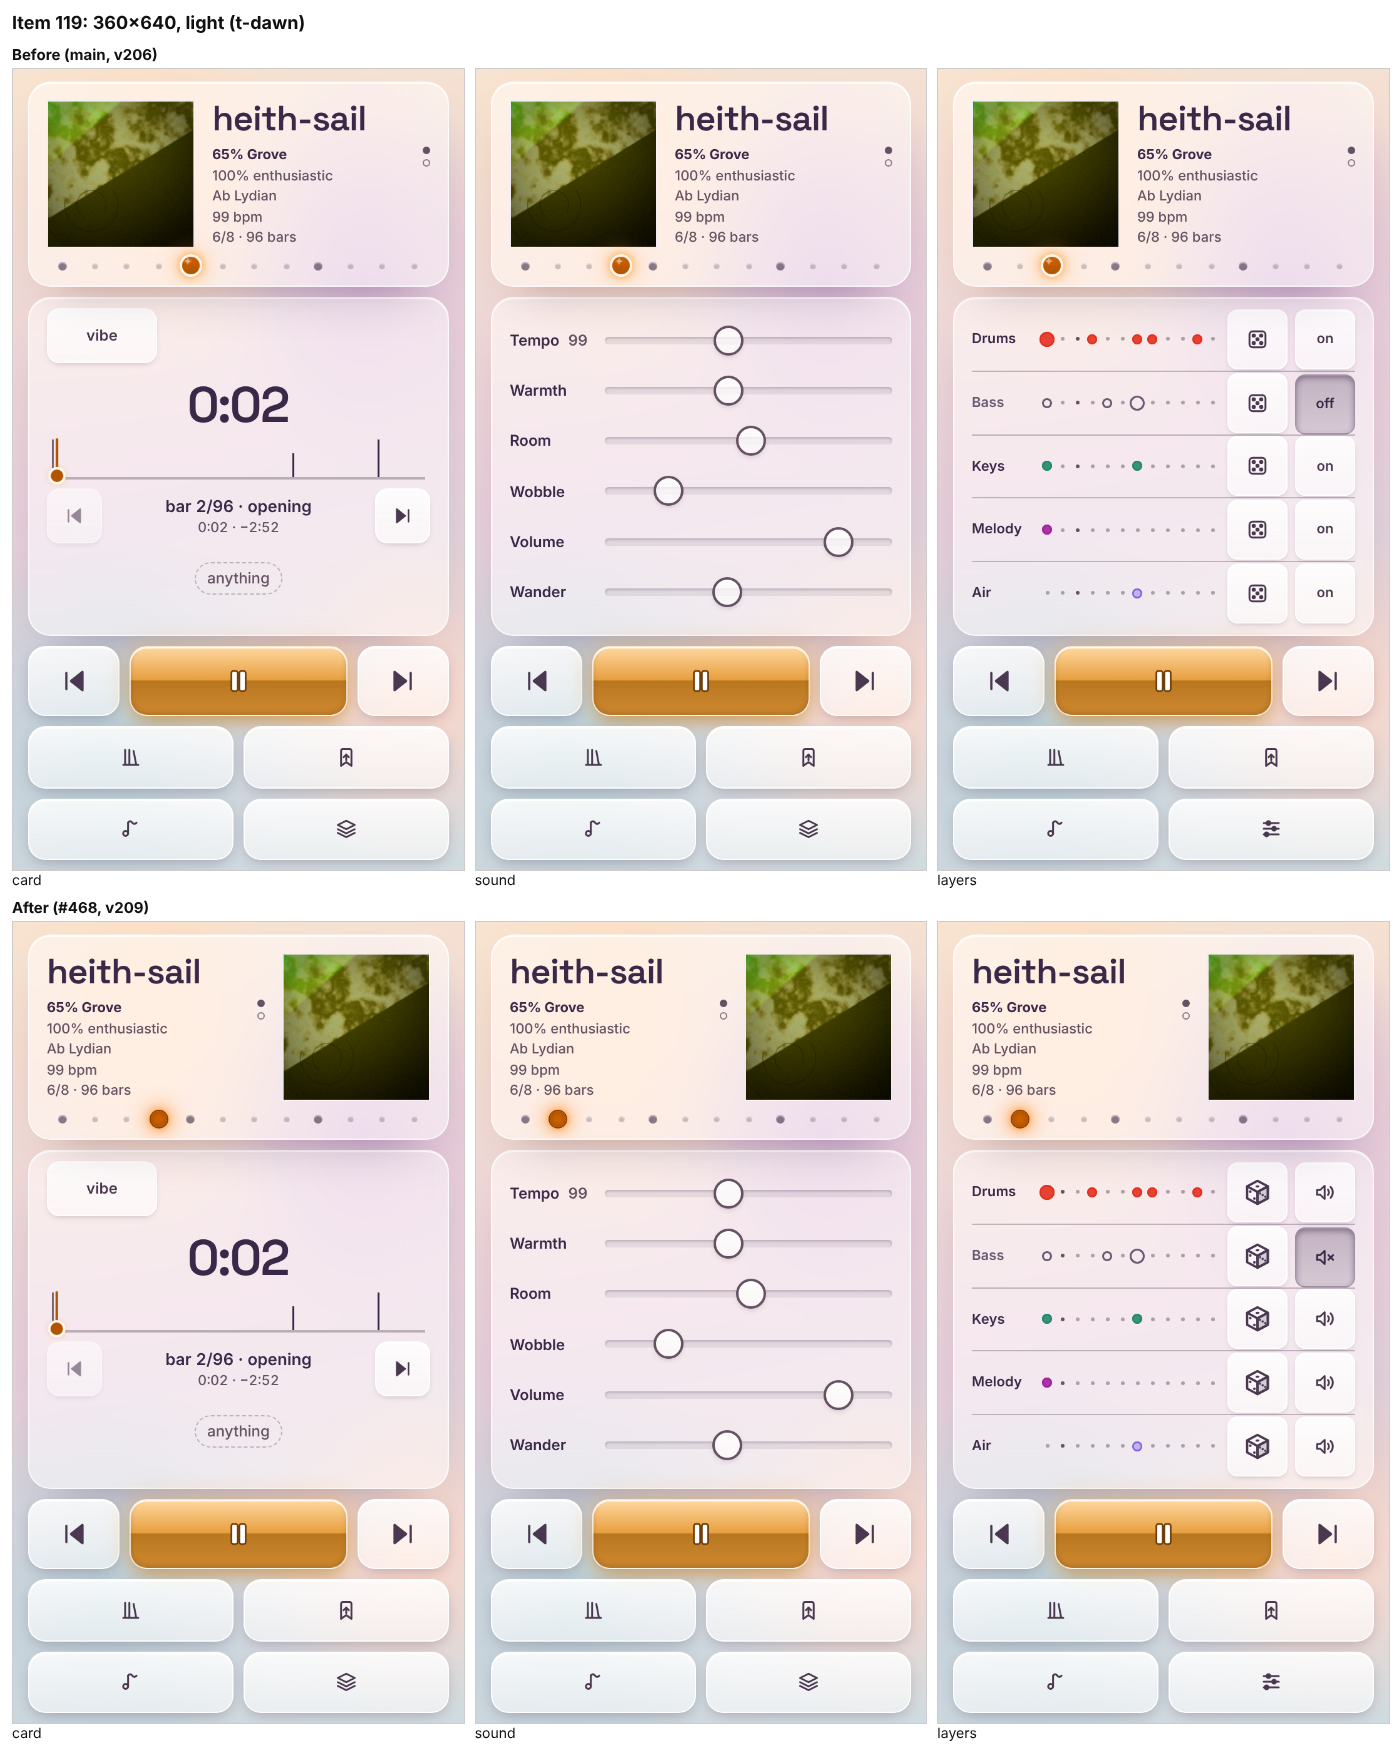 Item 119: 360×640, light (t-dawn)
Before (main, v206)
heith-sail
65% Grove
100% enthusiastic
Ab Lydian
99 bpm
6/8 · 96 bars
vibe
0:02
bar 2/96 · opening
0:02 · −2:52
anything
card
heith-sail
65% Grove
100% enthusiastic
Ab Lydian
99 bpm
6/8 · 96 bars
Tempo 99
Warmth
Room
Wobble
Volume
Wander
sound
heith-sail
65% Grove
100% enthusiastic
Ab Lydian
99 bpm
6/8 · 96 bars
Drums on
Bass off
Keys on
Melody on
Air on
layers
After (#468, v209)
heith-sail
65% Grove
100% enthusiastic
Ab Lydian
99 bpm
6/8 · 96 bars
vibe
0:02
bar 2/96 · opening
0:02 · −2:52
anything
card
heith-sail
65% Grove
100% enthusiastic
Ab Lydian
99 bpm
6/8 · 96 bars
Tempo 99
Warmth
Room
Wobble
Volume
Wander
sound
heith-sail
65% Grove
100% enthusiastic
Ab Lydian
99 bpm
6/8 · 96 bars
Drums
Bass
Keys
Melody
Air
layers